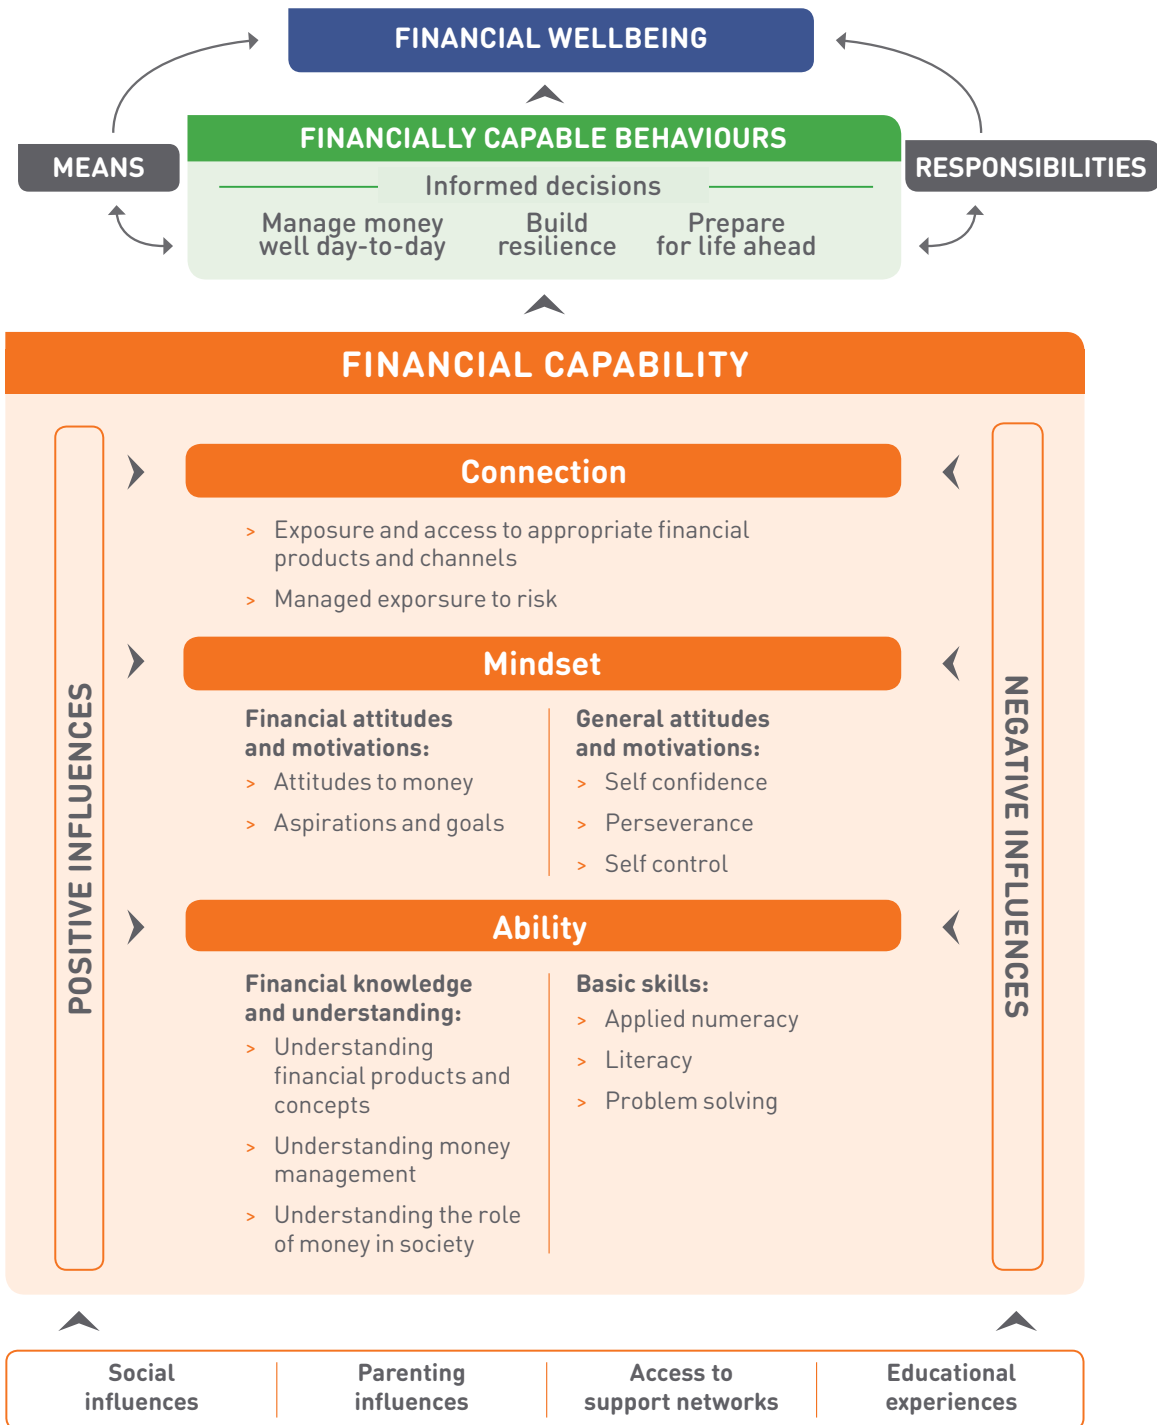 FINANCIAL WELLBEING
FINANCIALLY CAPABLE BEHAVIOURS
MEANS
RESPONSIBILITIES
Informed decisions
Manage money
well day-to-day
Build
resilience
Prepare
for life ahead
FINANCIAL CAPABILITY
POSITIVE INFLUENCES
NEGATIVE INFLUENCES
Connection
> Exposure and access to appropriate financial
products and channels
> Managed exporsure to risk
Mindset
Financial attitudes
and motivations:
> Attitudes to money
> Aspirations and goals
General attitudes
and motivations:
> Self confidence
> Perseverance
> Self control
Ability
Financial knowledge
and understanding:
> Understanding
financial products and
concepts
> Understanding money
management
> Understanding the role
of money in society
Basic skills:
> Applied numeracy
> Literacy
> Problem solving
Social
influences
Parenting
influences
Access to
support networks
Educational
experiences